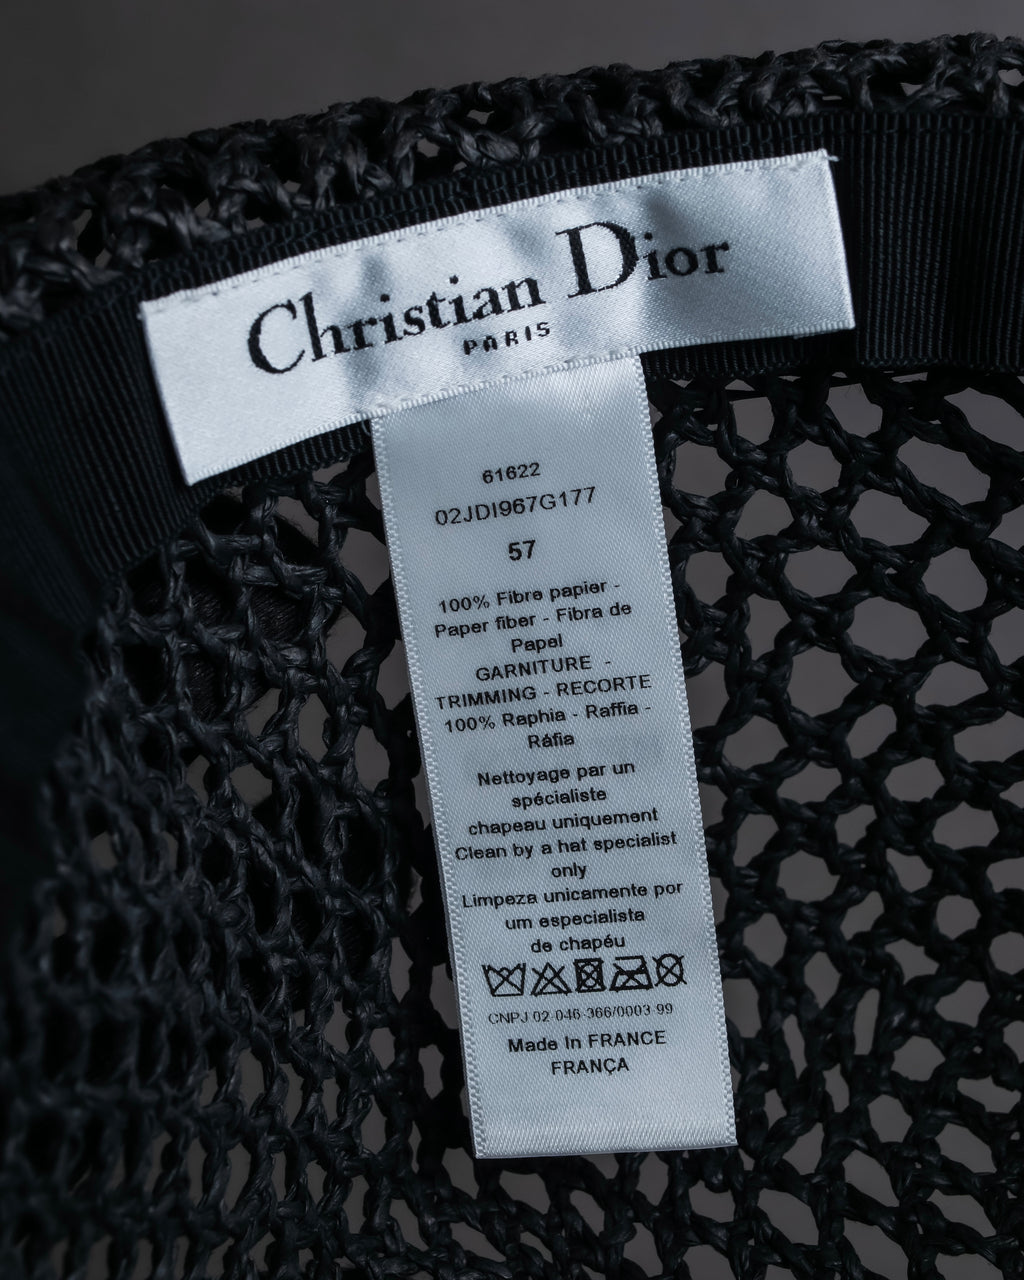 Christian Dior
PARIS
61622
02JDI967G177
57
100% Fibre papier -
Paper fiber - Fibra de
Papel
GARNITURE -
TRIMMING - RECORTE
100% Raphia - Raffia -
Ráfia
Nettoyage par un
spécialiste
chapeau uniquement
Clean by a hat specialist
only
Limpeza unicamente por
um especialista
de chapéu
CNPJ 02-046-366/0003-99
Made In FRANCE
FRANÇA